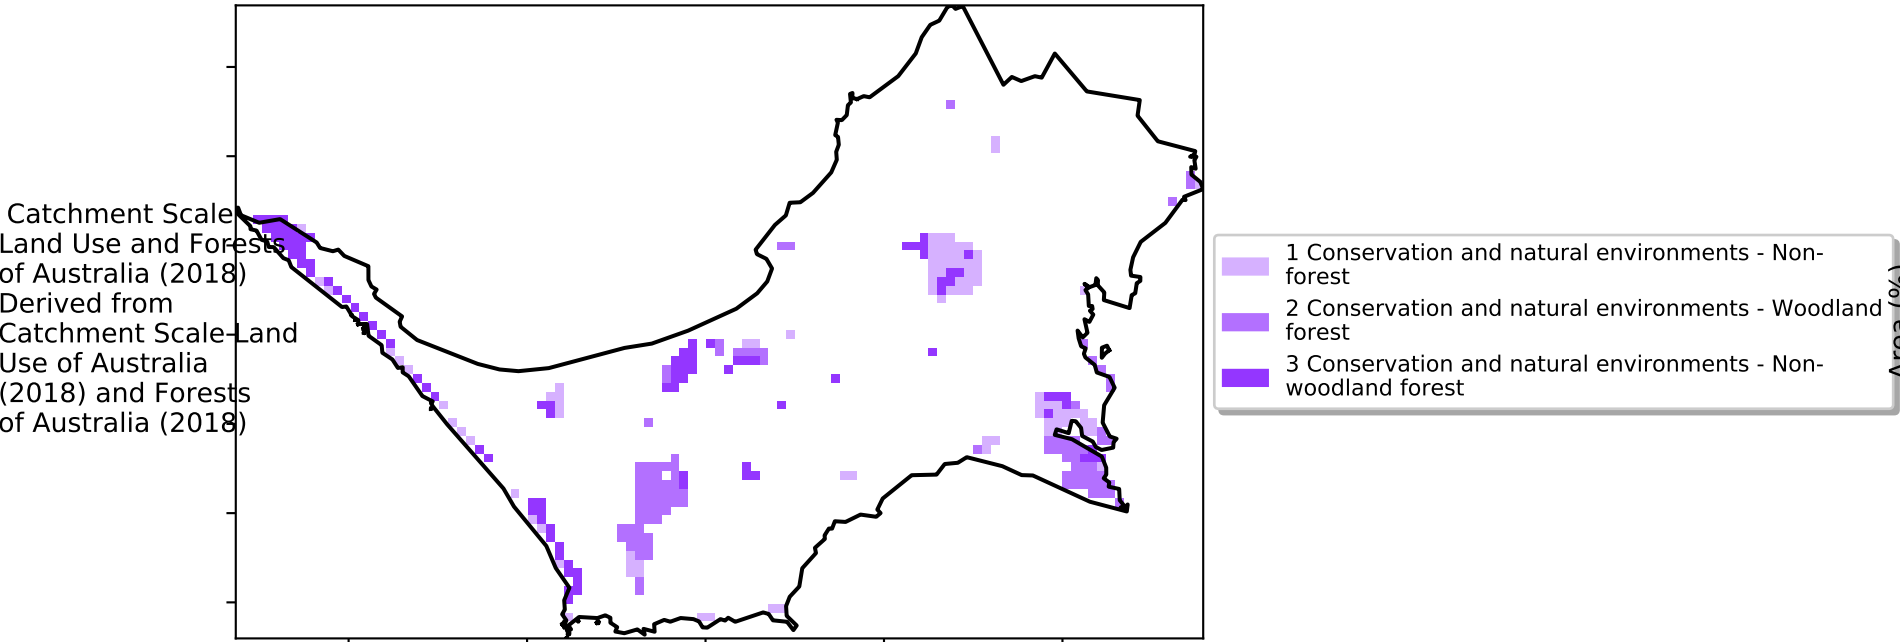 Catchment Scale
Land Use and Forests
of Australia (2018)
Derived from
Catchment Scale Land
Use of Australia
(2018) and Forests
of Australia (2018)
1 Conservation and natural environments - Non-
forest
2 Conservation and natural environments - Woodland
forest
3 Conservation and natural environments - Non-
woodland forest